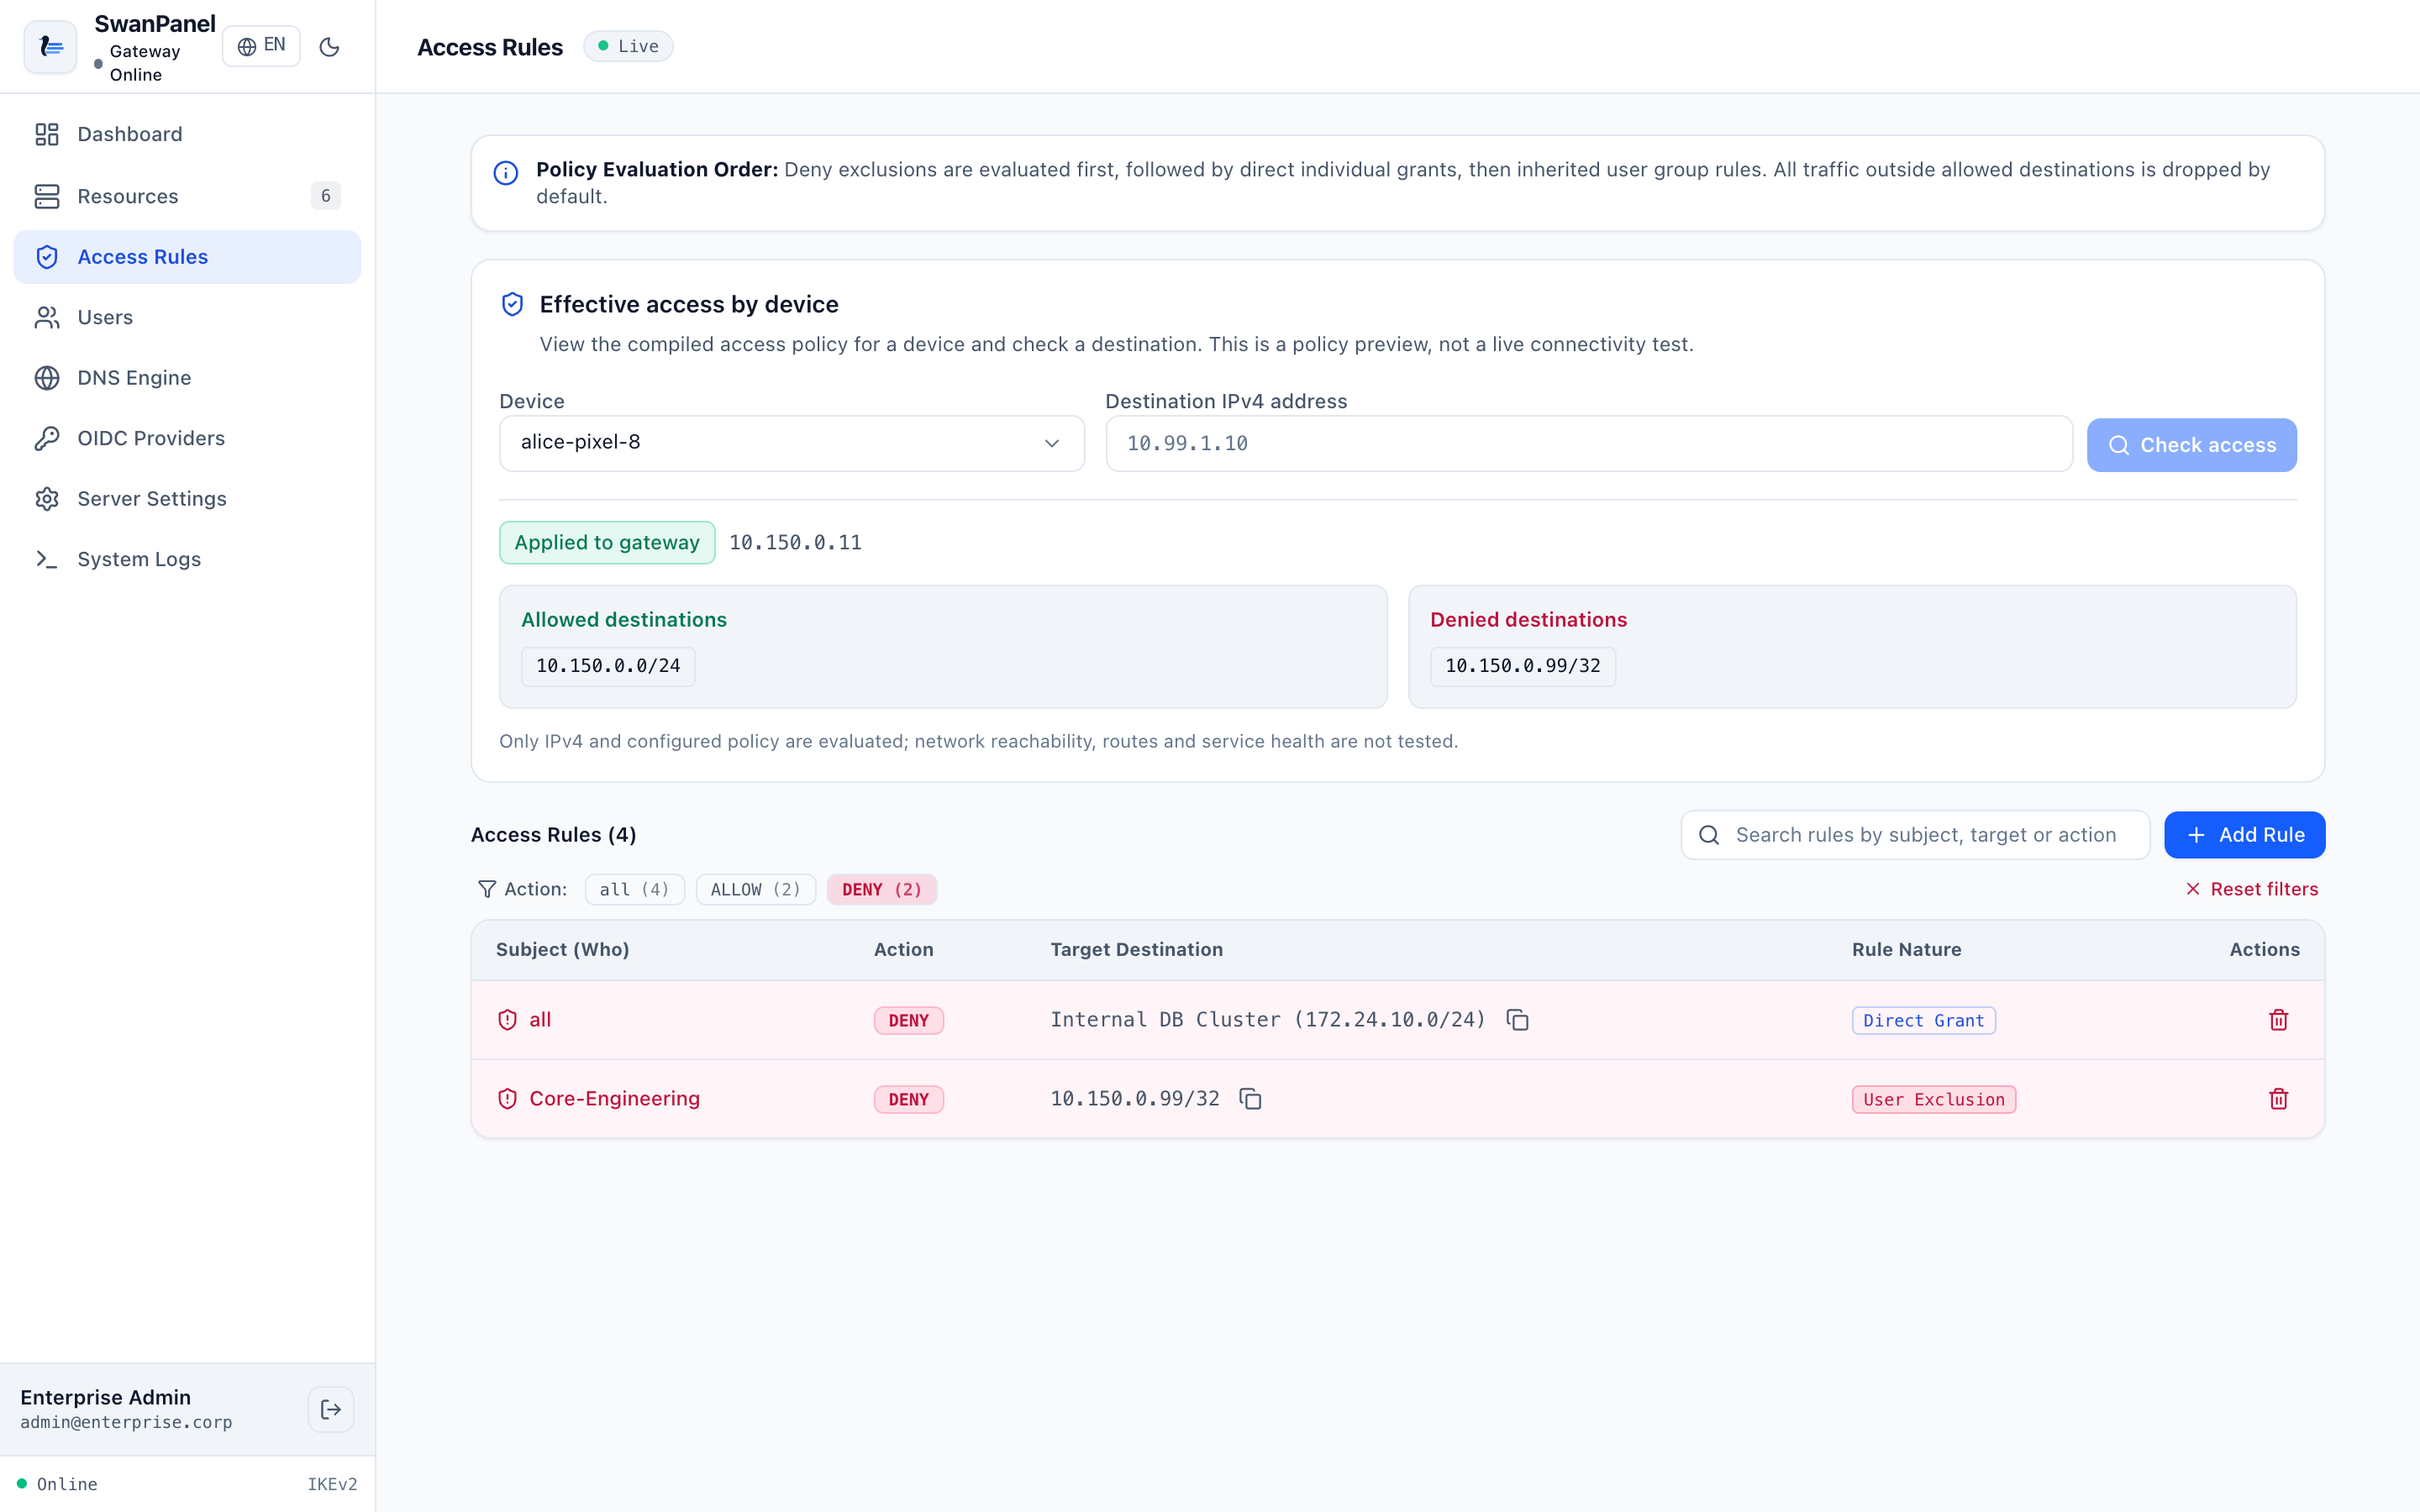 SwanPanel
Gateway
Online
EN
Access Rules
Live
Dashboard
Resources
6
Access Rules
Users
DNS Engine
OIDC Providers
Server Settings
System Logs
Enterprise Admin
admin@enterprise.corp
Online
IKEv2
Policy Evaluation Order: Deny exclusions are evaluated first, followed by direct individual grants, then inherited user group rules. All traffic outside allowed destinations is dropped by
default.
Effective access by device
View the compiled access policy for a device and check a destination. This is a policy preview, not a live connectivity test.
Device
Destination IPv4 address
alice-pixel-8
10.99.1.10
Check access
Applied to gateway
10.150.0.11
Allowed destinations
10.150.0.0/24
Denied destinations
10.150.0.99/32
Only IPv4 and configured policy are evaluated; network reachability, routes and service health are not tested.
Access Rules (4)
Search rules by subject, target or action
Add Rule
Action:
all (4)
ALLOW (2)
DENY (2)
Reset filters
Subject (Who)
Action
Target Destination
Rule Nature
Actions
all
DENY
Internal DB Cluster (172.24.10.0/24)
Direct Grant
Core-Engineering
DENY
10.150.0.99/32
User Exclusion